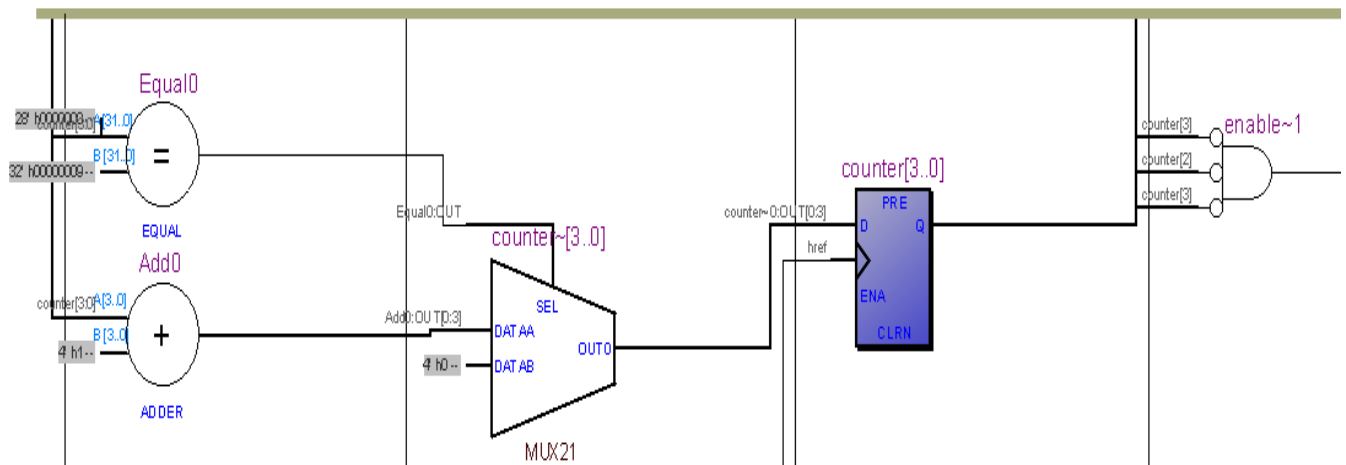 Equal0
28' h0000000--
counter[3:0]
A[31..0]
B[31..0]
32' h00000009--
=
EQUAL
Add0
counter[3:0]
A[3..0]
B[3..0]
4' h1--
+
ADDER
Equal0:OUT
counter~[3..0]
SEL
Add0:OUT[0:3]
DATAA
4' h0 --
DATAB
OUT0
MUX21
counter~0:OUT[0:3]
href
counter[3..0]
PRE
D
Q
ENA
CLRN
counter[3]
enable~1
counter[2]
counter[3]